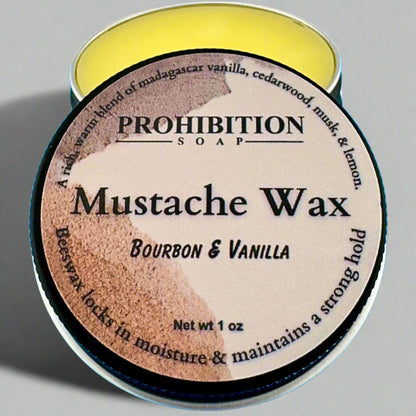 A rich, warm blend of madagascar vanilla, cedarwood, musk, & lemon.
PROHIBITION
SOAP
Mustache Wax
BOURBON & VANILLA
Net wt 1 oz
Beeswax locks in moisture & maintains a strong hold